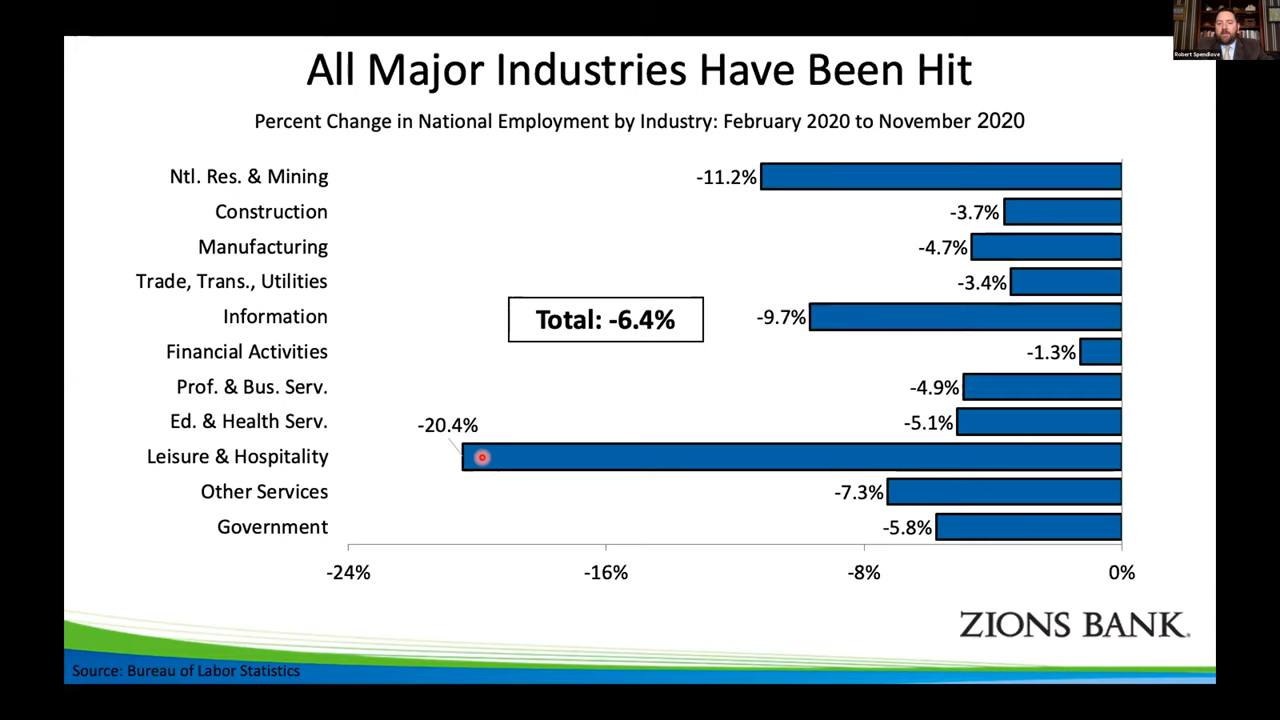 Robert Spendlove
All Major Industries Have Been Hit
Percent Change in National Employment by Industry: February 2020 to November 2020
Ntl. Res. & Mining -11.2%
Construction -3.7%
Manufacturing -4.7%
Trade, Trans., Utilities -3.4%
Information -9.7%
Total: -6.4%
Financial Activities -1.3%
Prof. & Bus. Serv. -4.9%
Ed. & Health Serv. -5.1%
Leisure & Hospitality -20.4%
Other Services -7.3%
Government -5.8%
-24% -16% -8% 0%
ZIONS BANK.
Source: Bureau of Labor Statistics